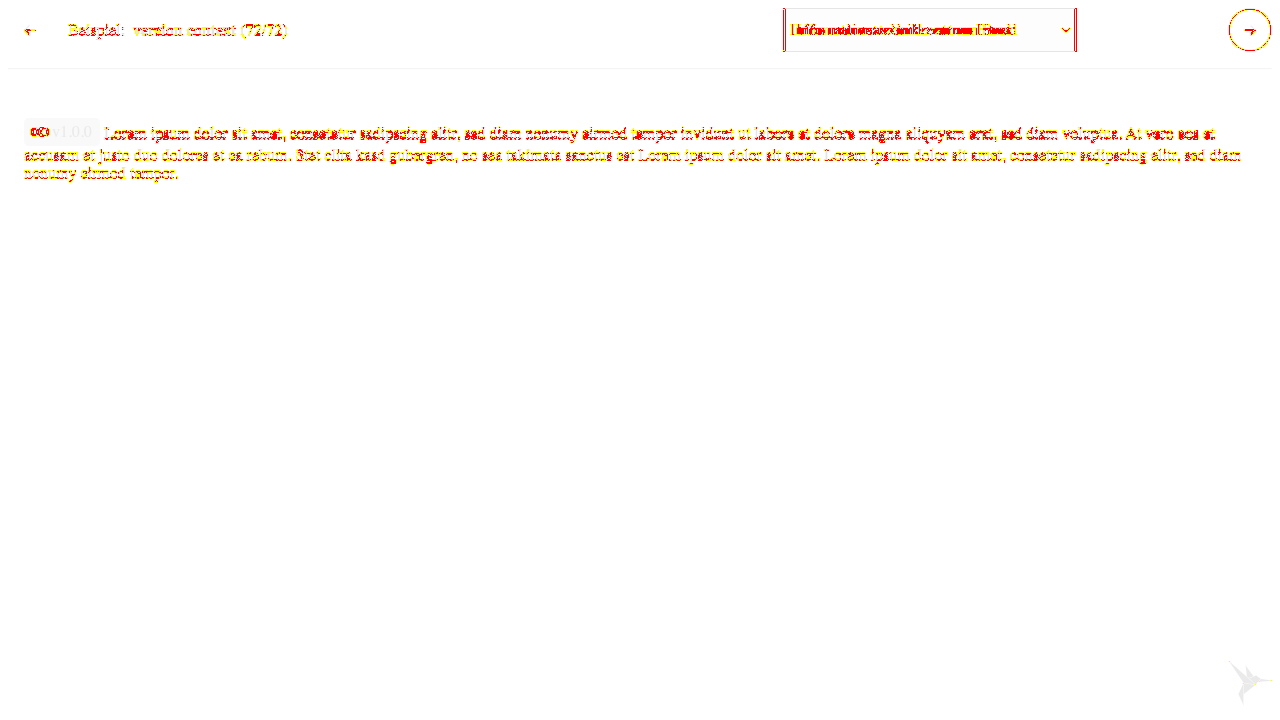 ← Beispiel: version context (72/72)
→
v1.0.0 Lorem ipsum dolor sit amet, consetetur sadipscing elitr, sed diam nonumy eirmod tempor invidunt ut labore et dolore magna aliquyam erat, sed diam voluptua. At vero eos et
accusam et justo duo dolores et ea rebum. Stet clita kasd gubergren, no sea takimata sanctus est Lorem ipsum dolor sit amet. Lorem ipsum dolor sit amet, consetetur sadipscing elitr, sed diam
nonumy eirmod tempor.